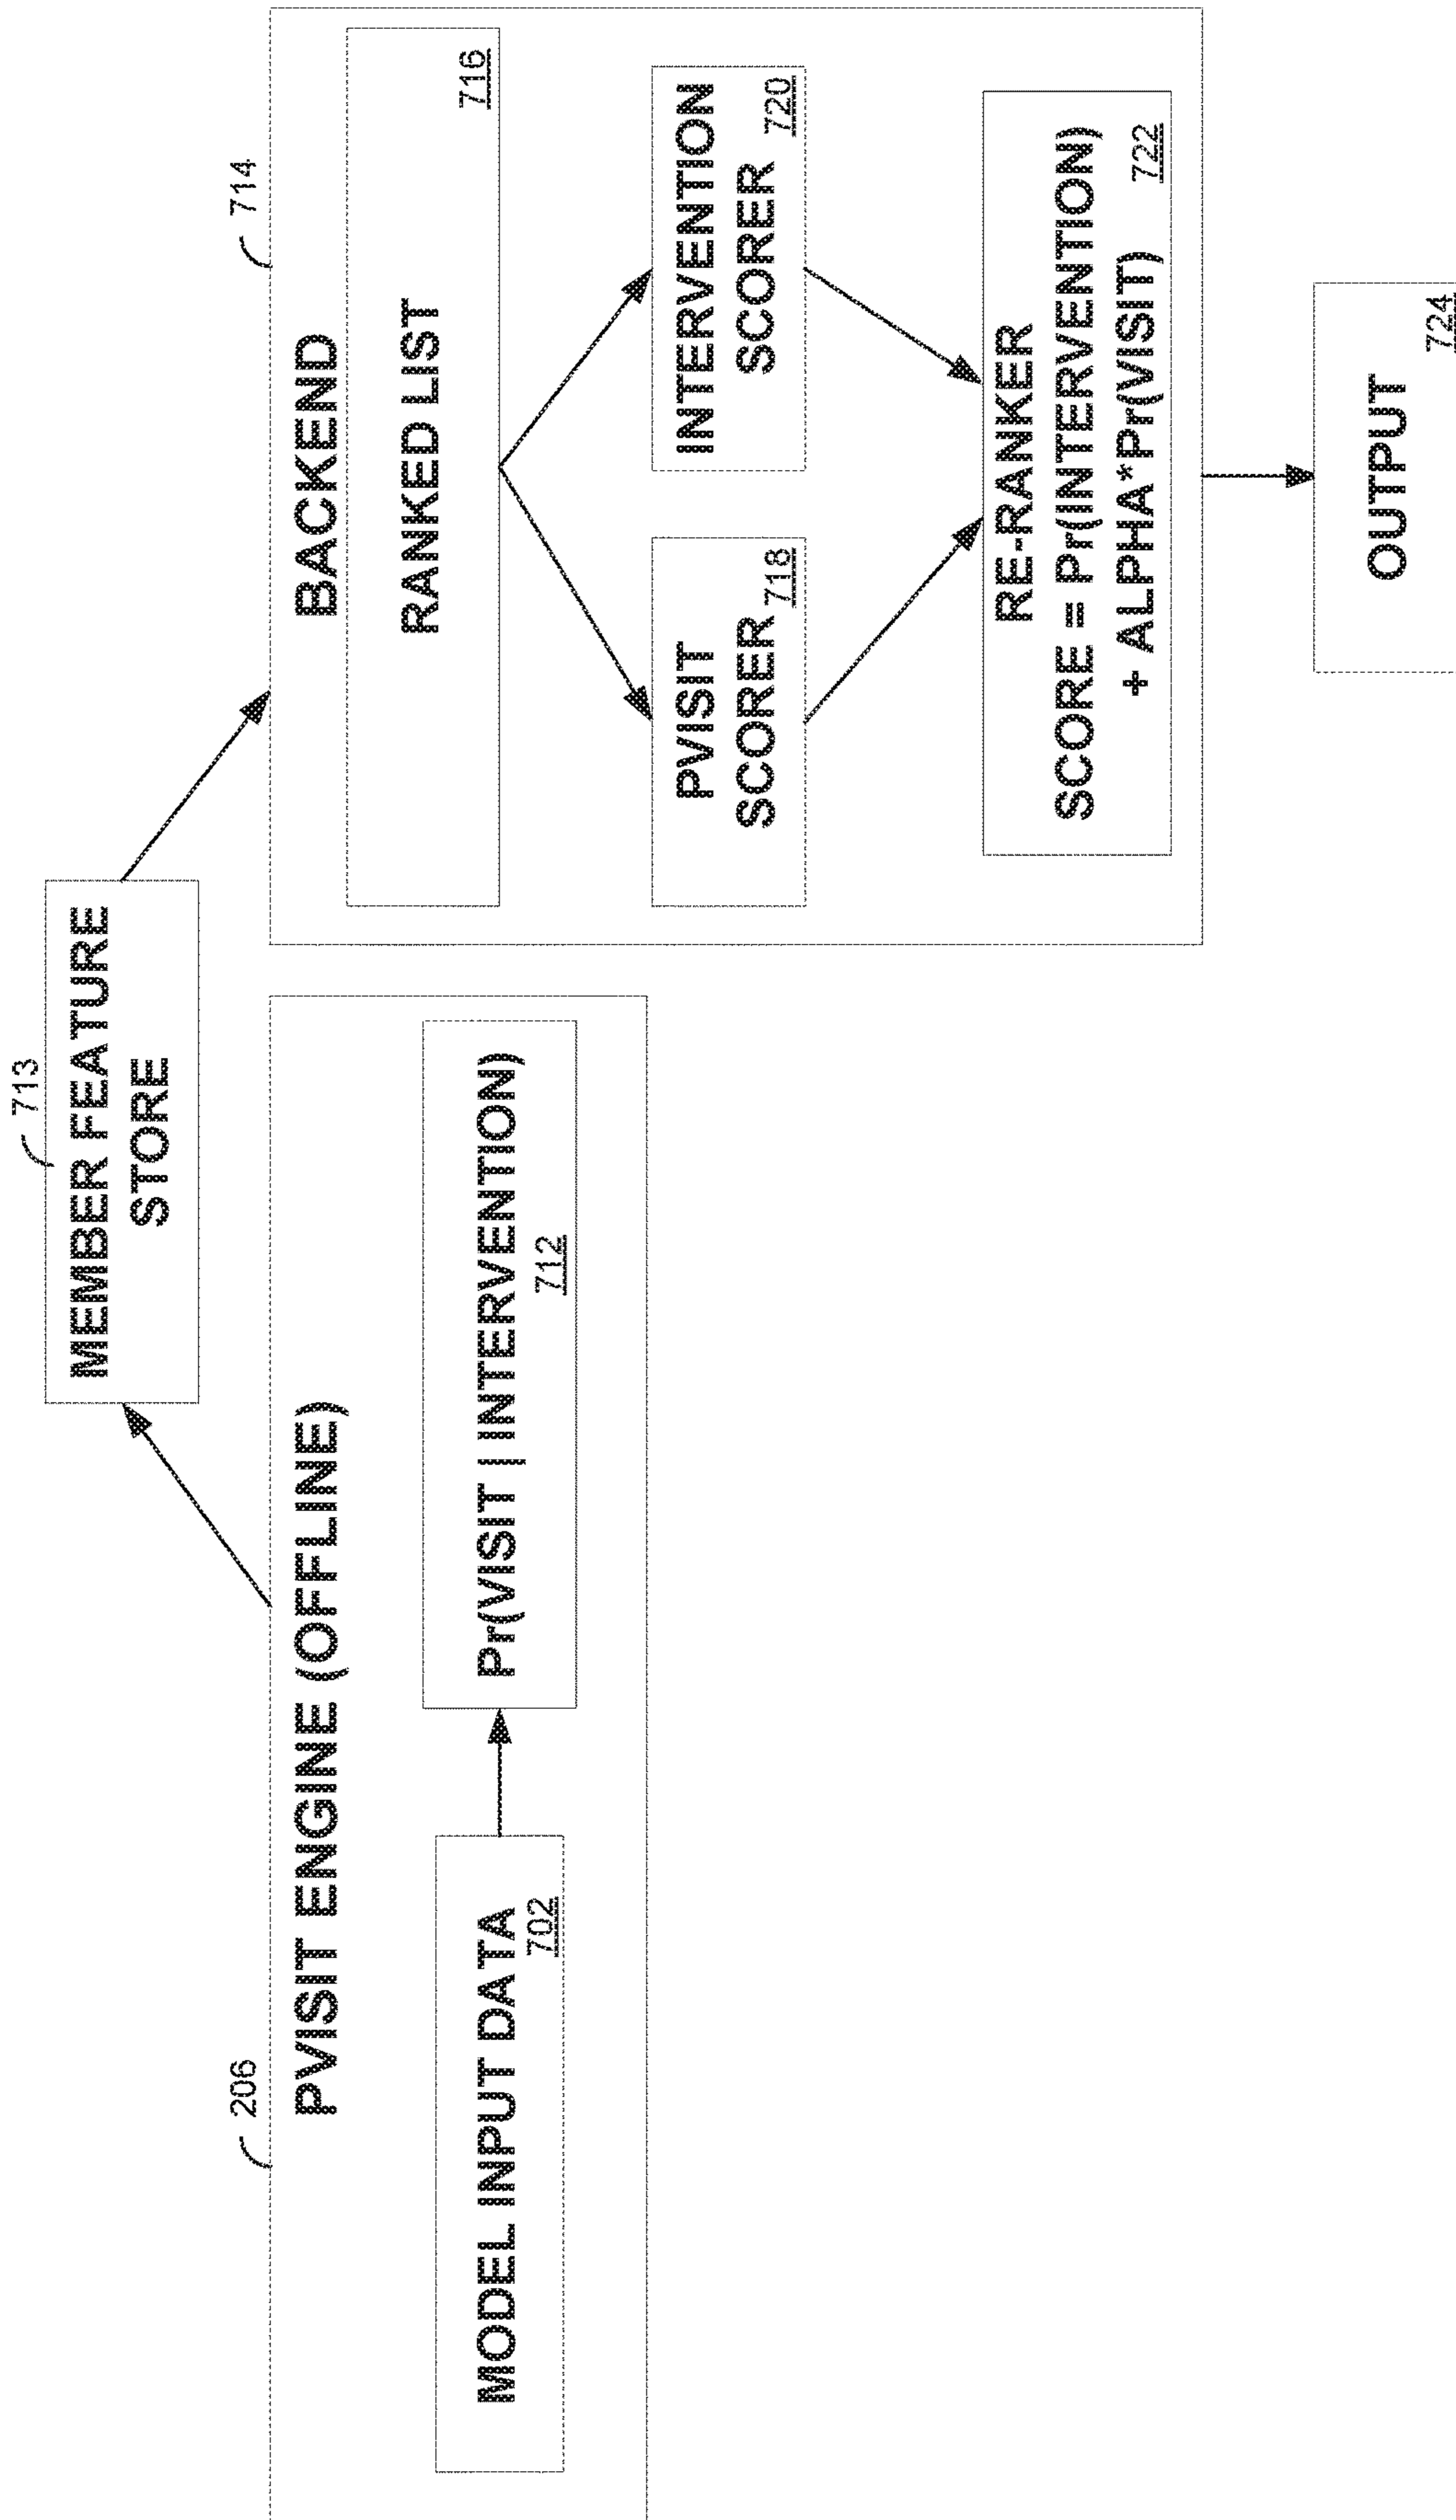 713
MEMBER FEATURE
STORE
206
PVISIT ENGINE (OFFLINE)
MODEL INPUT DATA
702
Pr(VISIT | INTERVENTION)
712
714
BACKEND
RANKED LIST
716
PVISIT
SCORER
718
INTERVENTION
SCORER
720
RE-RANKER
SCORE = Pr(INTERVENTION)
+ ALPHA*Pr(VISIT)
722
OUTPUT
724